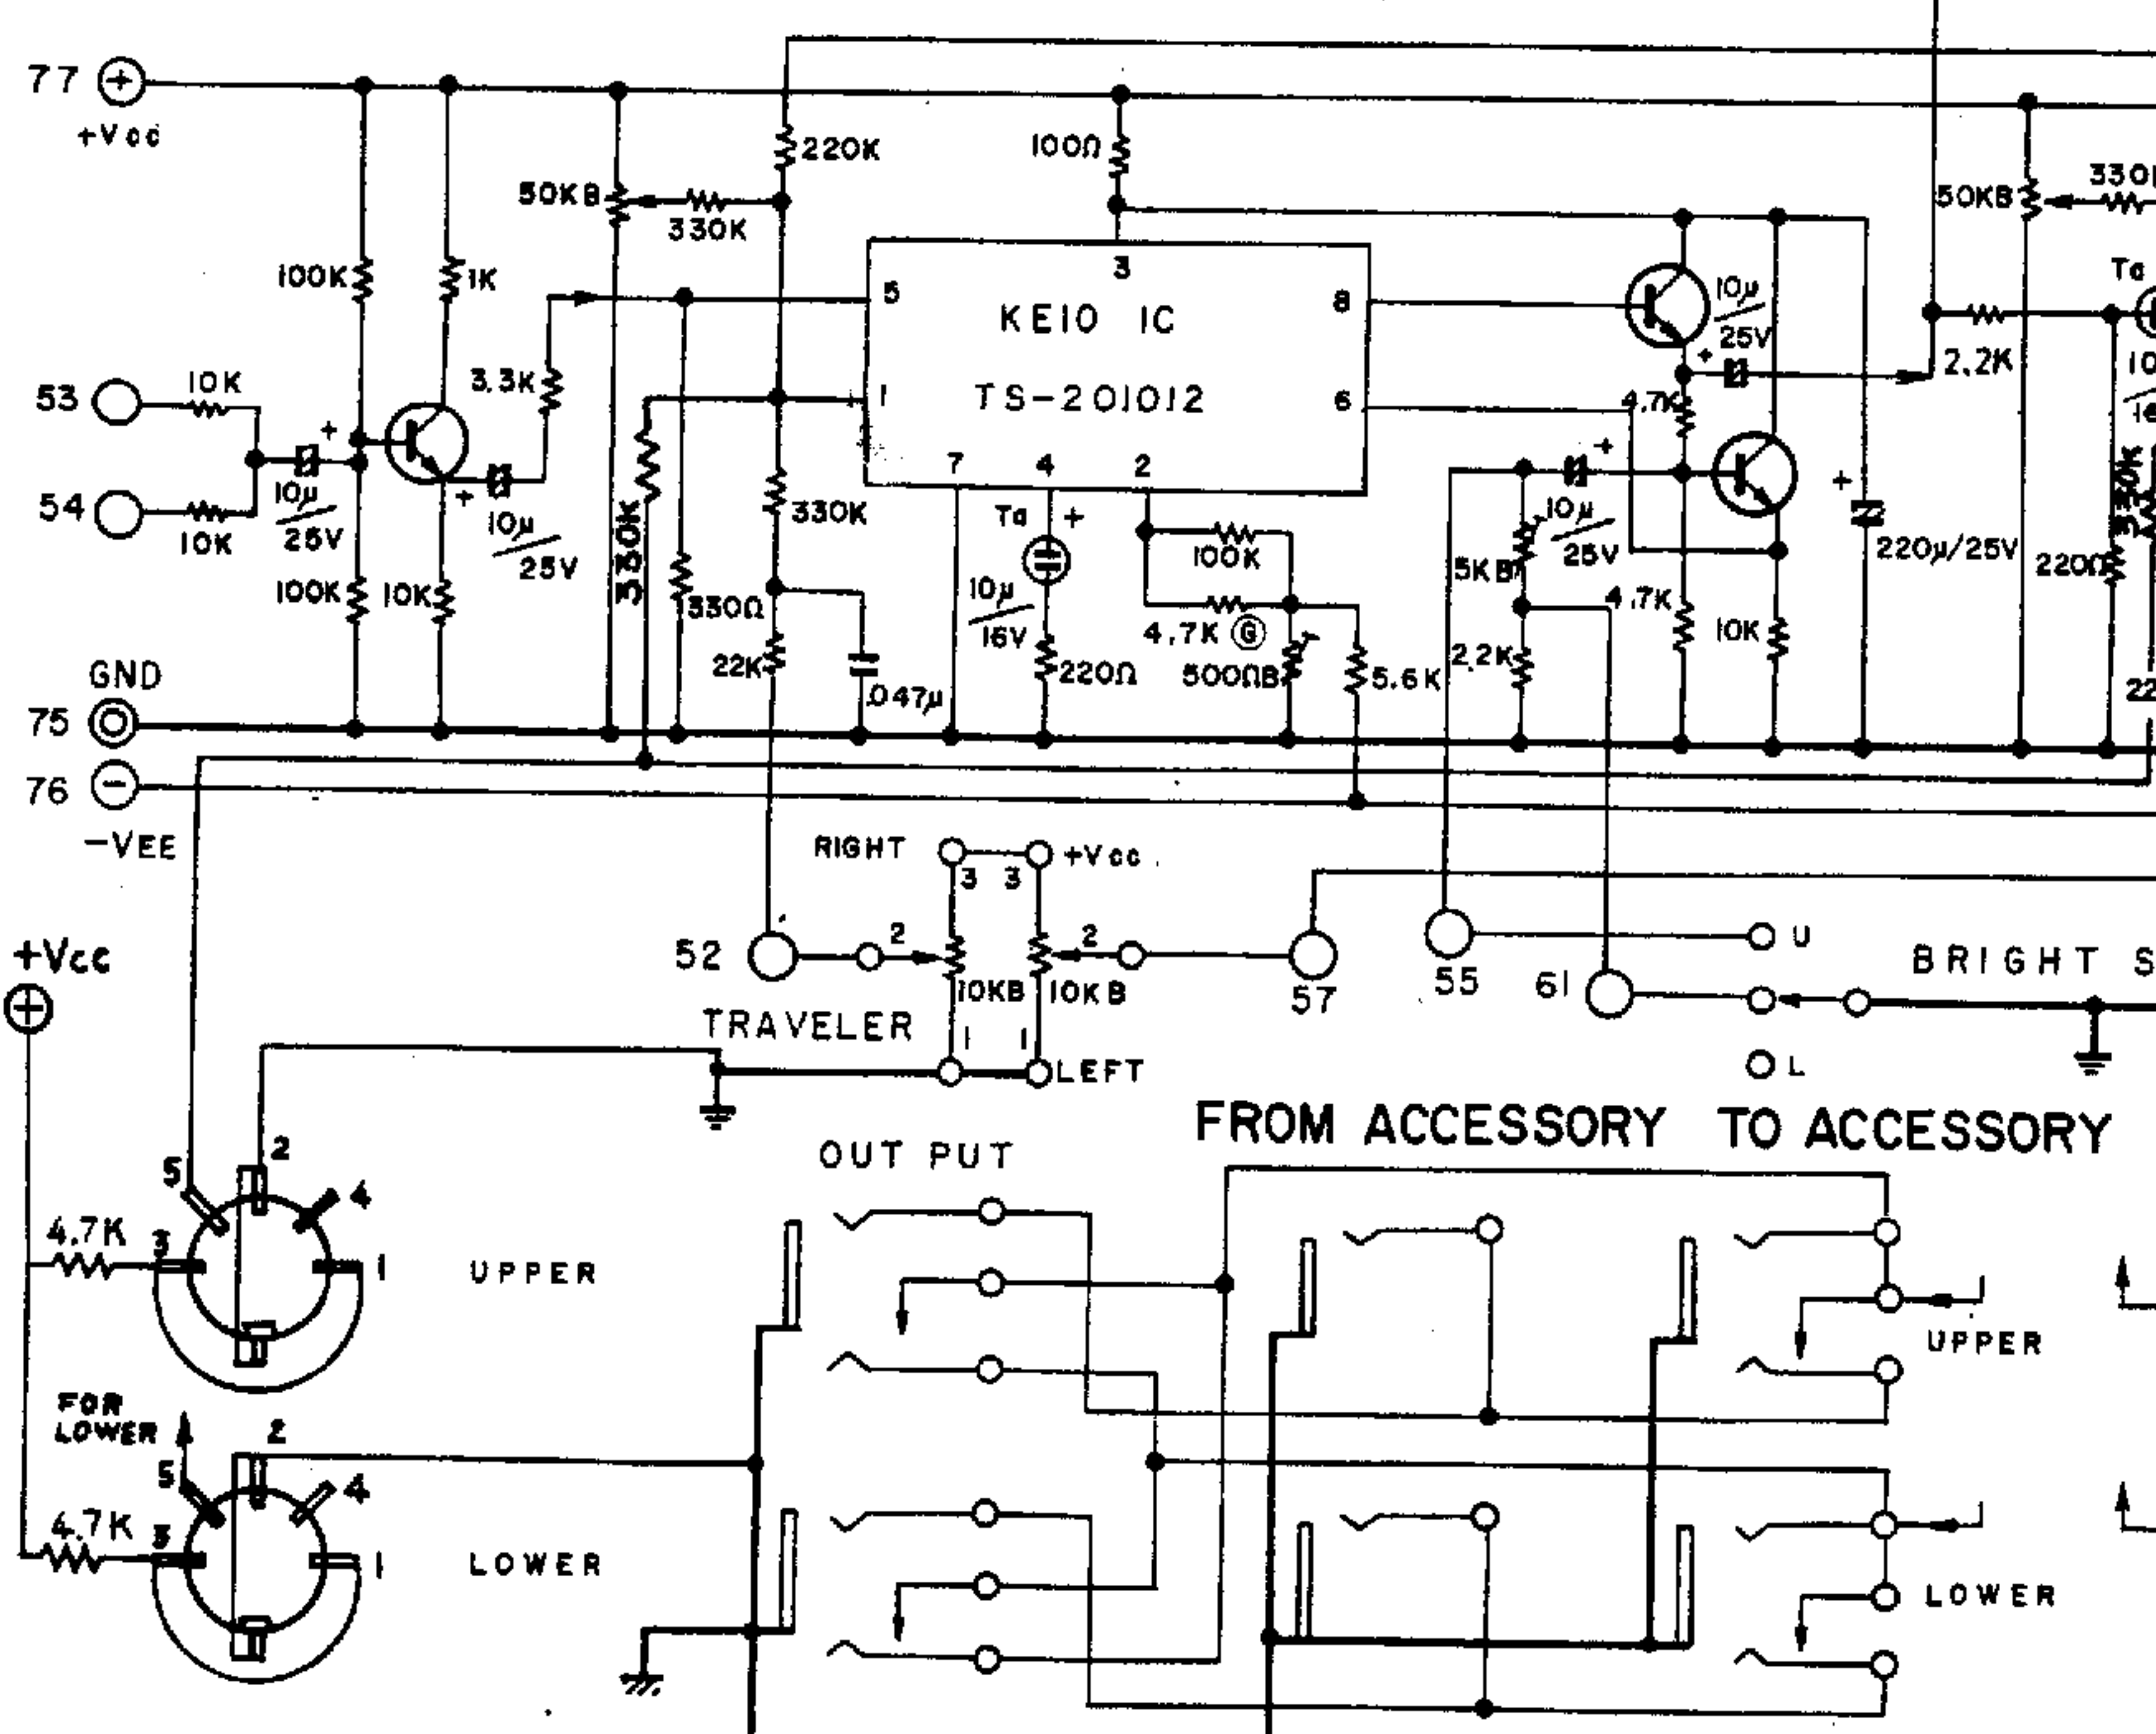 77
+Vcc
220K
100Ω
50KB
330K
50KB
330
100K
1K
5
3
8
KEIO IC
10µ
25V
Ta
53
10K
3.3K
1
TS-201012
6
4.7K
2.2K
54
10K
10µ
25V
10µ
25V
330K
330K
7
4
2
Ta
100K
10µ
25V
5KB
220µ/25V
330K
220Ω
100K
10K
330Ω
10µ
16V
4.7K G
4.7K
10K
22K
.047µ
220Ω
500ΩB
5.6K
2.2K
22
GND
75
76
-VEE
RIGHT
+Vcc
3
3
+Vcc
52
2
2
10KB
10KB
57
55
61
U
BRIGHT S
TRAVELER
1
1
LEFT
L
FROM ACCESSORY
TO ACCESSORY
OUT PUT
5
2
4
4.7K
3
1
UPPER
UPPER
FOR
LOWER
5
2
4
4.7K
3
1
LOWER
LOWER